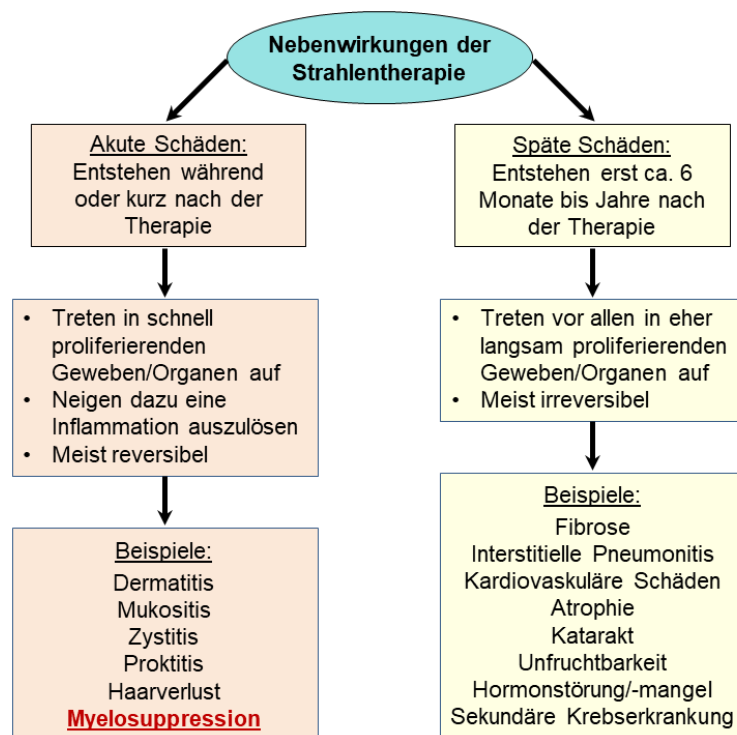 Nebenwirkungen der
Strahlentherapie
Akute Schäden:
Entstehen während
oder kurz nach der
Therapie
• Treten in schnell
proliferierenden
Geweben/Organen auf
• Neigen dazu eine
Inflammation auszulösen
• Meist reversibel
Beispiele:
Dermatitis
Mukositis
Zystitis
Proktitis
Haarverlust
Myelosuppression
Späte Schäden:
Entstehen erst ca. 6
Monate bis Jahre nach
der Therapie
• Treten vor allen in eher
langsam proliferierenden
Geweben/Organen auf
• Meist irreversibel
Beispiele:
Fibrose
Interstitielle Pneumonitis
Kardiovaskuläre Schäden
Atrophie
Katarakt
Unfruchtbarkeit
Hormonstörung/-mangel
Sekundäre Krebserkrankung